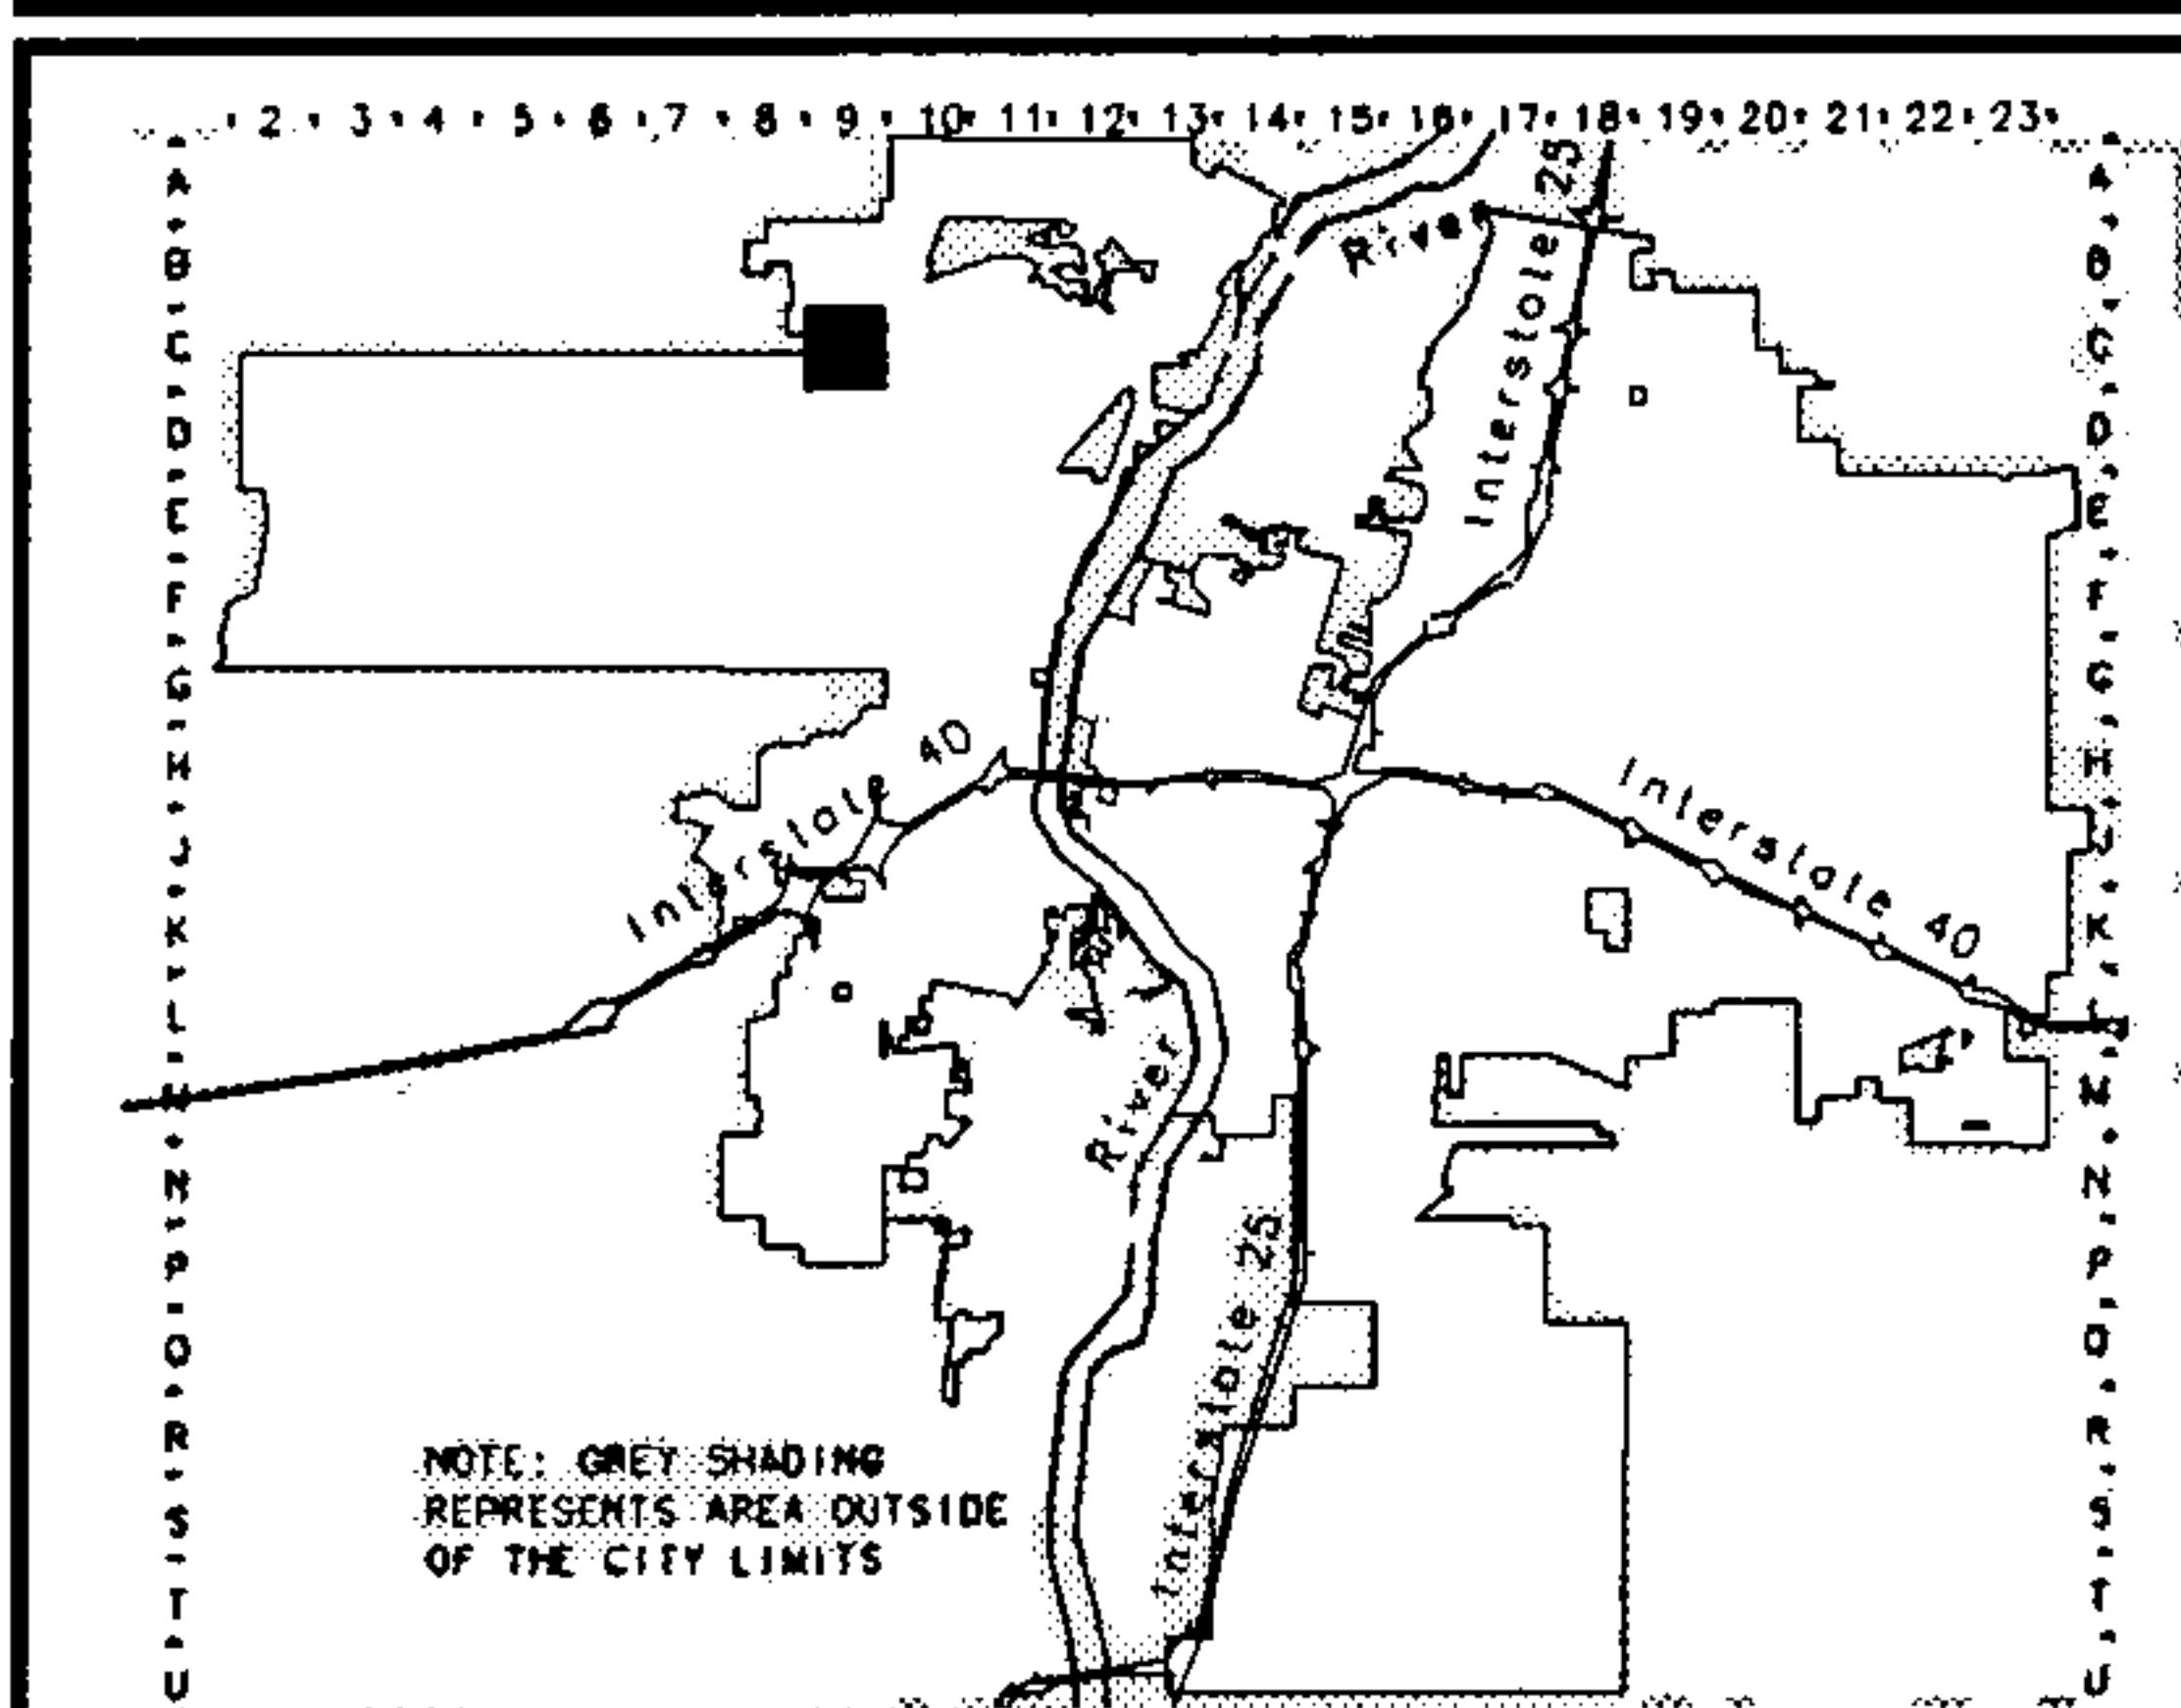 2 3 4 5 6 7 8 9 10 11 12 13 14 15 16 17 18 19 20 21 22 23
A A
B B
C C
D D
E E
F F
G G
H H
J J
K K
L L
M M
N N
P P
Q Q
R R
S S
T T
U U
River
Interstate 25
Interstate 40
Interstate 40
River
Interstate 25
NOTE: GREY SHADING
REPRESENTS AREA OUTSIDE
OF THE CITY LIMITS